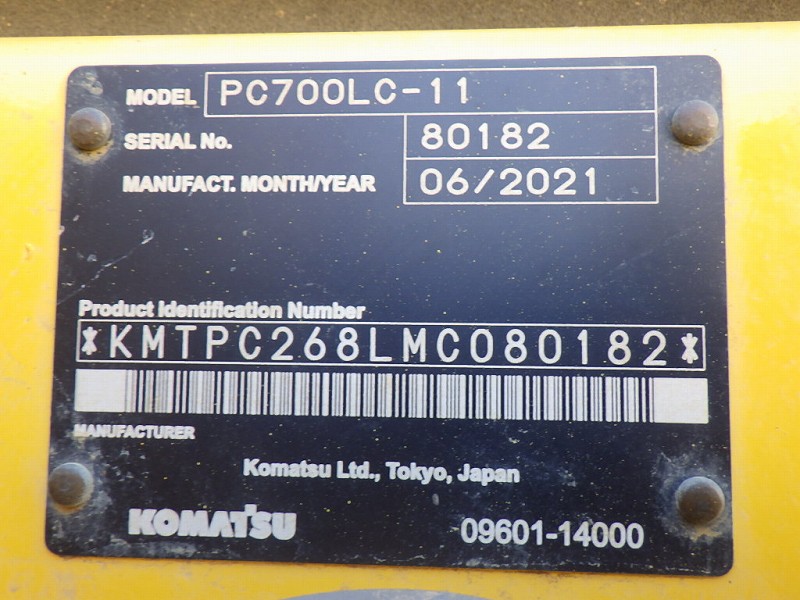 MODEL PC700LC-11
SERIAL No. 80182
MANUFACT. MONTH/YEAR 06/2021
Product Identification Number
*KMTPC268LMC080182*
MANUFACTURER
Komatsu Ltd., Tokyo, Japan
KOMATSU 09601-14000